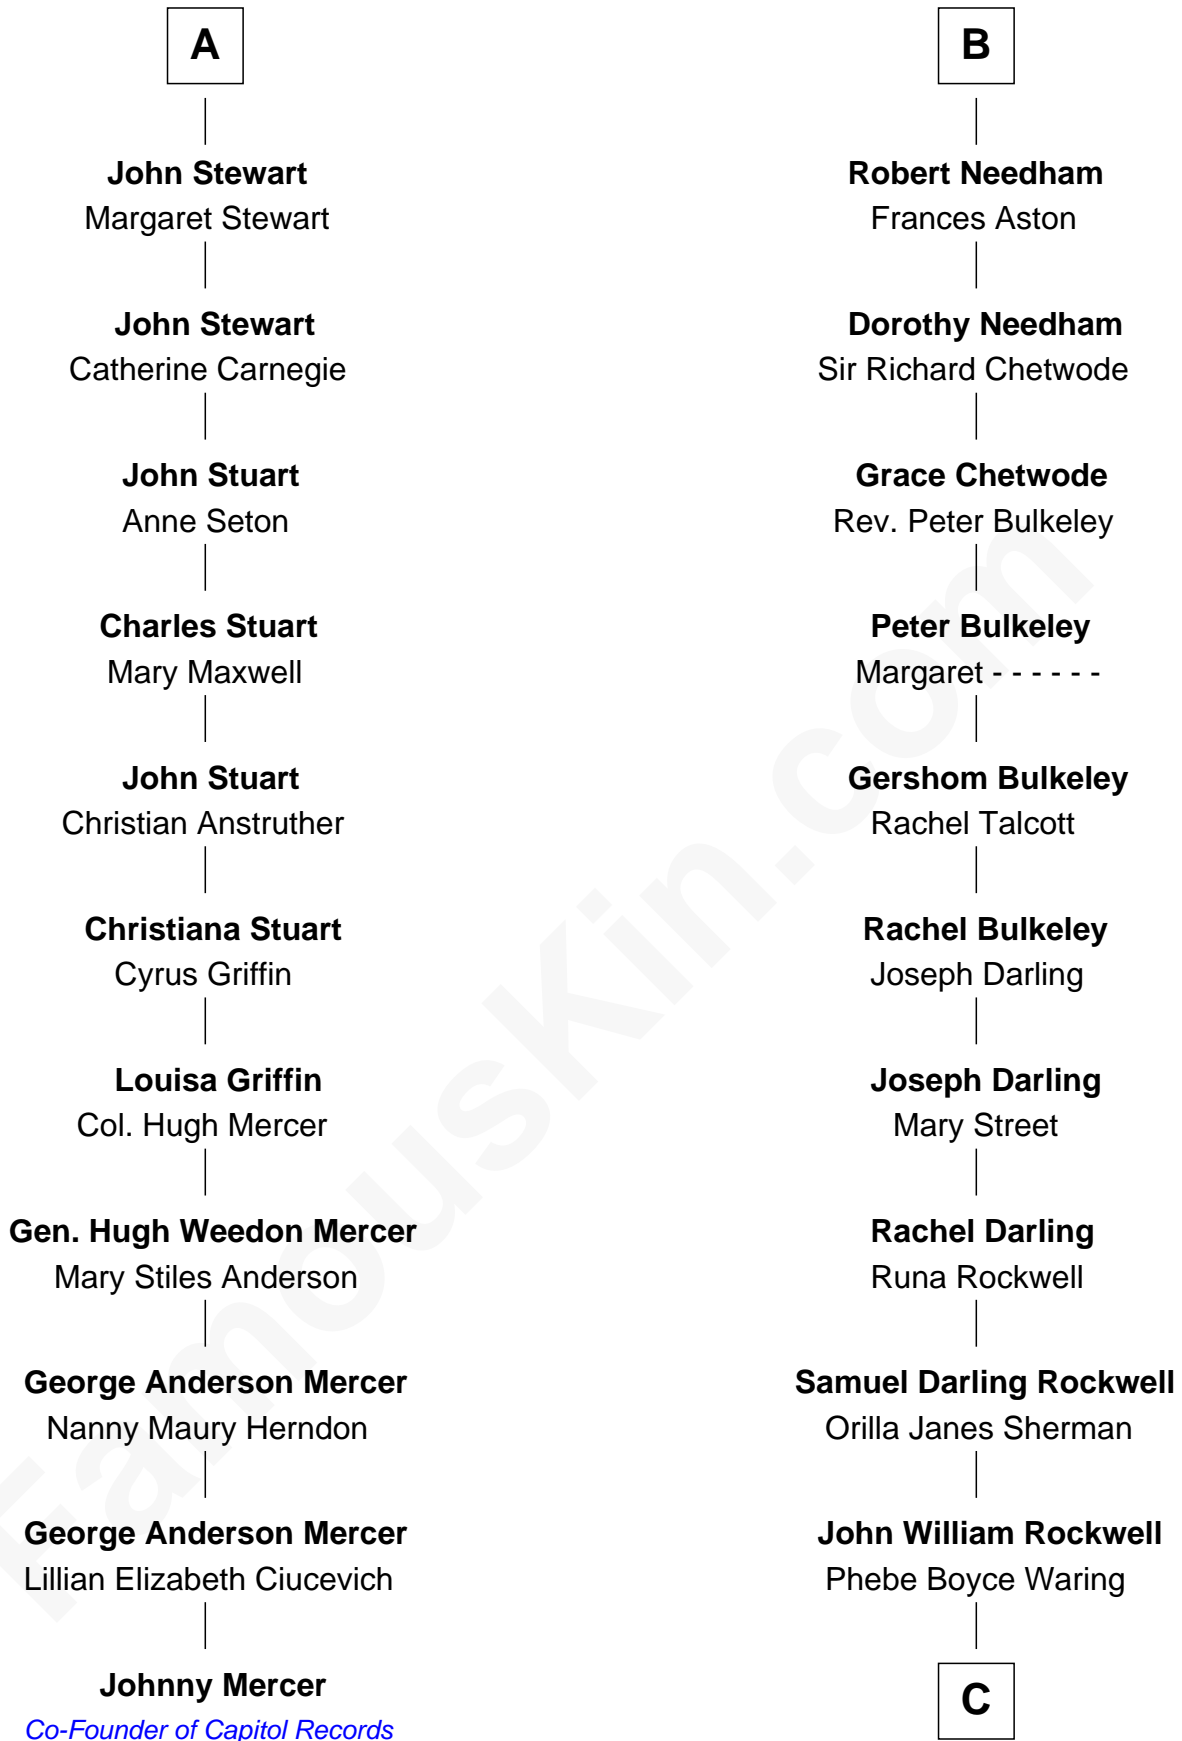 A
John Stewart
Margaret Stewart
John Stewart
Catherine Carnegie
John Stuart
Anne Seton
Charles Stuart
Mary Maxwell
John Stuart
Christian Anstruther
Christiana Stuart
Cyrus Griffin
Louisa Griffin
Col. Hugh Mercer
Gen. Hugh Weedon Mercer
Mary Stiles Anderson
George Anderson Mercer
Nanny Maury Herndon
George Anderson Mercer
Lillian Elizabeth Ciucevich
Johnny Mercer
Co-Founder of Capitol Records
B
Robert Needham
Frances Aston
Dorothy Needham
Sir Richard Chetwode
Grace Chetwode
Rev. Peter Bulkeley
Peter Bulkeley
Margaret - - - - - -
Gershom Bulkeley
Rachel Talcott
Rachel Bulkeley
Joseph Darling
Joseph Darling
Mary Street
Rachel Darling
Runa Rockwell
Samuel Darling Rockwell
Orilla Janes Sherman
John William Rockwell
Phebe Boyce Waring
C
FamousKin.com